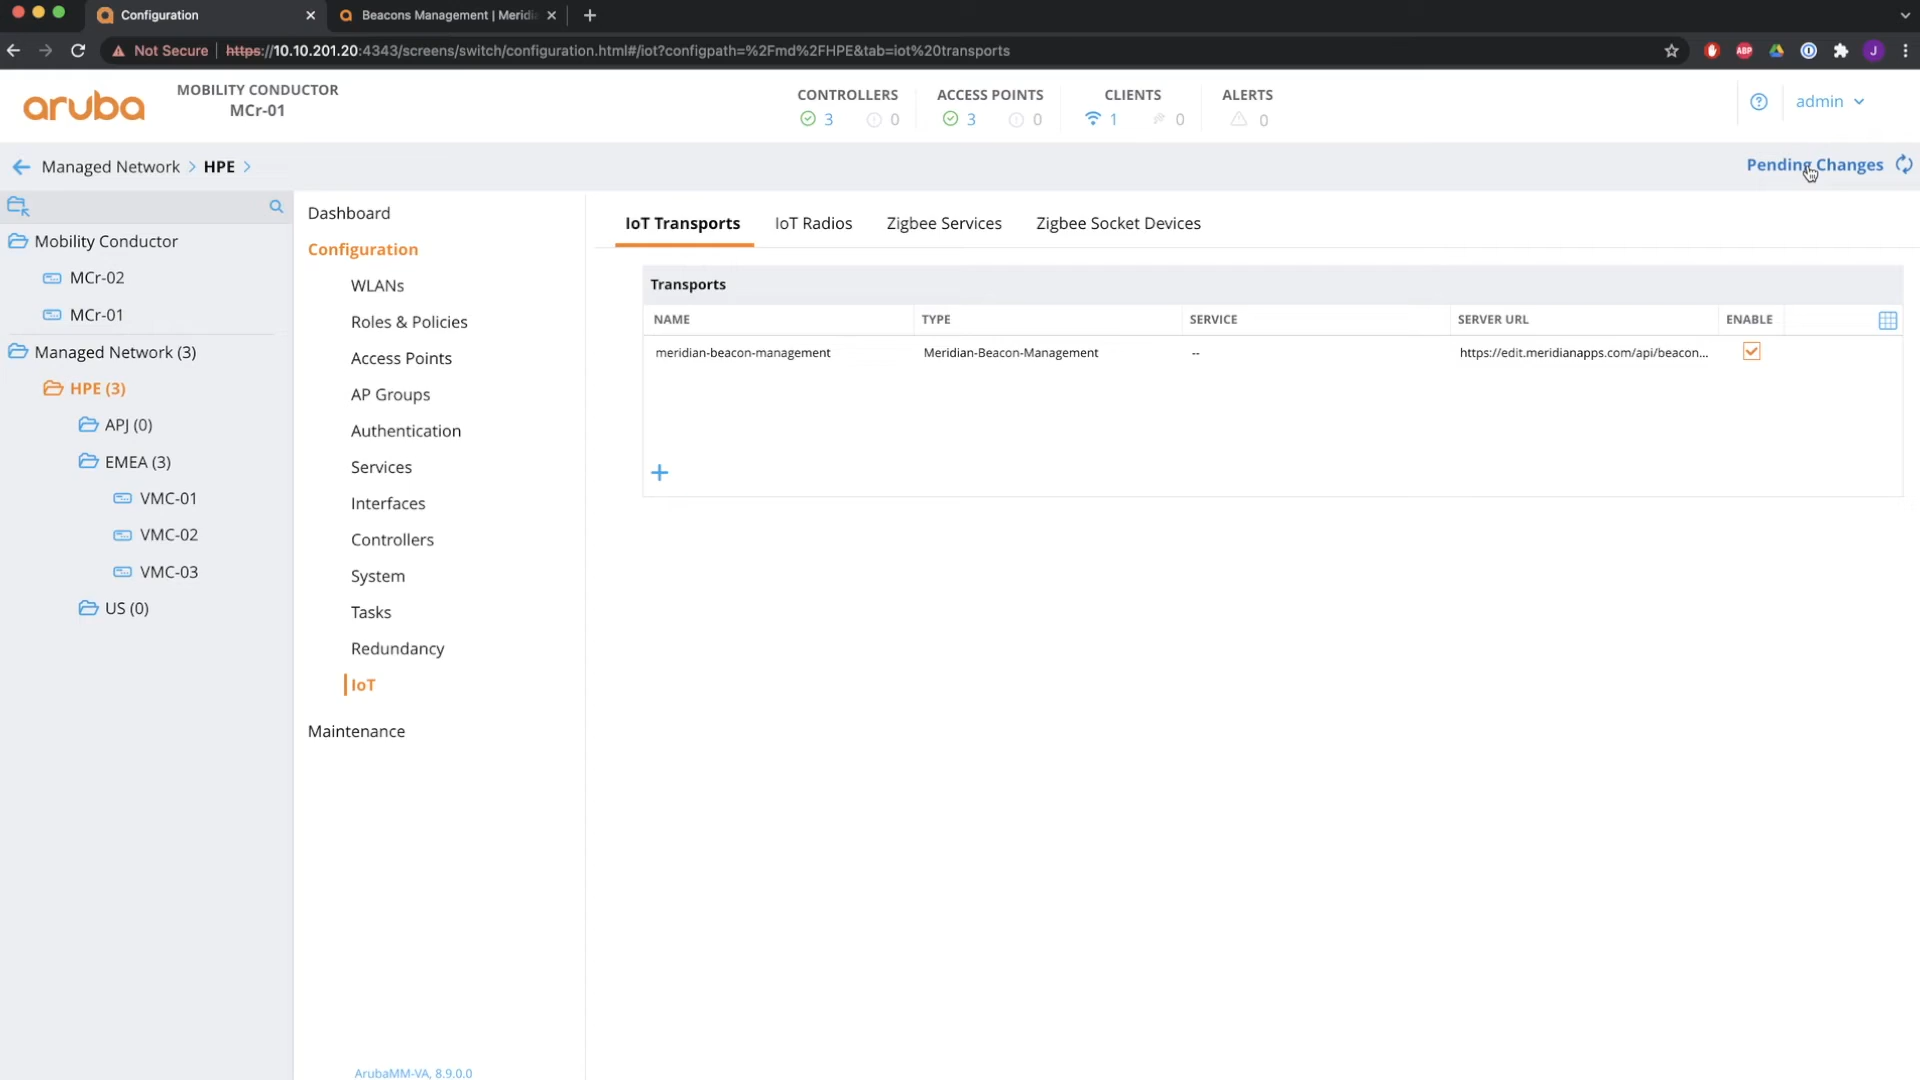 Configuration
Beacons Management | Meridi
Not Secure
https://10.10.201.20:4343/screens/switch/configuration.html#/iot?configpath=%2Fmd%2FHPE&tab=iot%20transports
ABP
J
aruba
MOBILITY CONDUCTOR
MCr-01
CONTROLLERS
3 0
ACCESS POINTS
3 0
CLIENTS
1 0
ALERTS
0
admin
Managed Network > HPE >
Pending Changes
Mobility Conductor
MCr-02
MCr-01
Managed Network (3)
HPE (3)
APJ (0)
EMEA (3)
VMC-01
VMC-02
VMC-03
US (0)
Dashboard
Configuration
WLANs
Roles & Policies
Access Points
AP Groups
Authentication
Services
Interfaces
Controllers
System
Tasks
Redundancy
IoT
Maintenance
ArubaMM-VA, 8.9.0.0
IoT Transports IoT Radios Zigbee Services Zigbee Socket Devices
Transports
NAME TYPE SERVICE SERVER URL ENABLE
meridian-beacon-management Meridian-Beacon-Management -- https://edit.meridianapps.com/api/beacon...